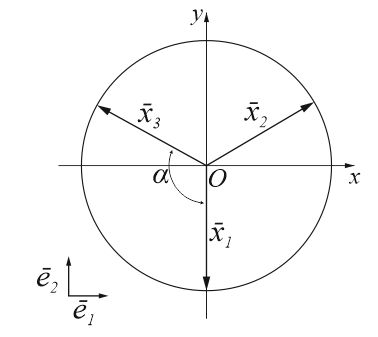 y
x̄₃
x̄₂
α
O
x
x̄₁
ē₂
ē₁